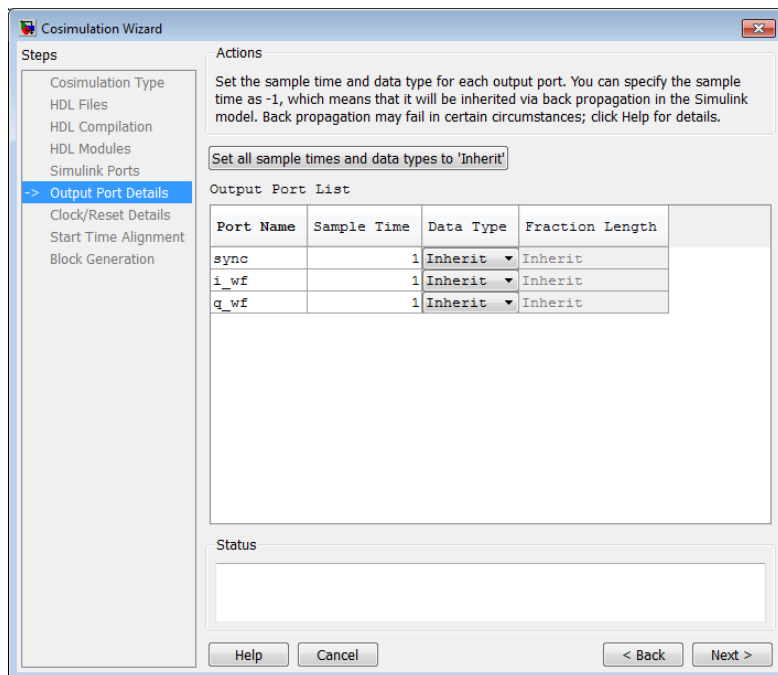 Cosimulation Wizard
Steps
Cosimulation Type
HDL Files
HDL Compilation
HDL Modules
Simulink Ports
-> Output Port Details
Clock/Reset Details
Start Time Alignment
Block Generation
Actions
Set the sample time and data type for each output port. You can specify the sample
time as -1, which means that it will be inherited via back propagation in the Simulink
model. Back propagation may fail in certain circumstances; click Help for details.
Set all sample times and data types to 'Inherit'
Output Port List
Port Name Sample Time Data Type Fraction Length
sync 1 Inherit Inherit
i_wf 1 Inherit Inherit
q_wf 1 Inherit Inherit
Status
Help Cancel < Back Next >